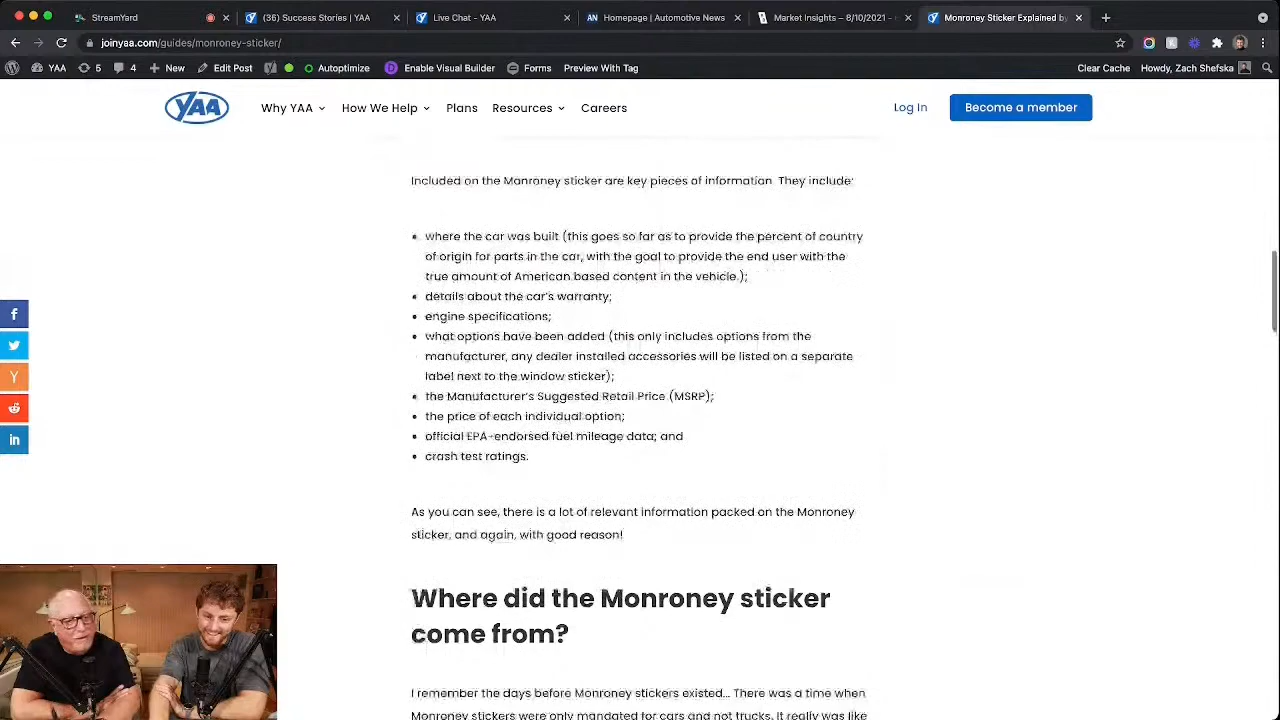 StreamYard
(36) Success Stories | YAA
Live Chat - YAA
Homepage | Automotive News
Market Insights – 8/10/2021 -
Monroney Sticker Explained by
joinyaa.com/guides/monroney-sticker/
YAA
6
4
New
Edit Post
Autoptimize
Enable Visual Builder
Forms
Preview With Tag
Clear Cache
Howdy, Zach Shefska
YAA
Why YAA
How We Help
Plans
Resources
Careers
Log In
Become a member
Included on the Monroney sticker are key pieces of information. They include:
where the car was built (this goes so far as to provide the percent of country
of origin for parts in the car, with the goal to provide the end user with the
true amount of American based content in the vehicle.);
details about the car's warranty;
engine specifications;
what options have been added (this only includes options from the
manufacturer, any dealer installed accessories will be listed on a separate
label next to the window sticker);
the Manufacturer's Suggested Retail Price (MSRP);
the price of each individual option;
official EPA-endorsed fuel mileage data; and
crash test ratings.
As you can see, there is a lot of relevant information packed on the Monroney
sticker, and again, with good reason!
Where did the Monroney sticker
come from?
I remember the days before Monroney stickers existed... There was a time when
Monroney stickers were only mandated for cars and not trucks. It really was like